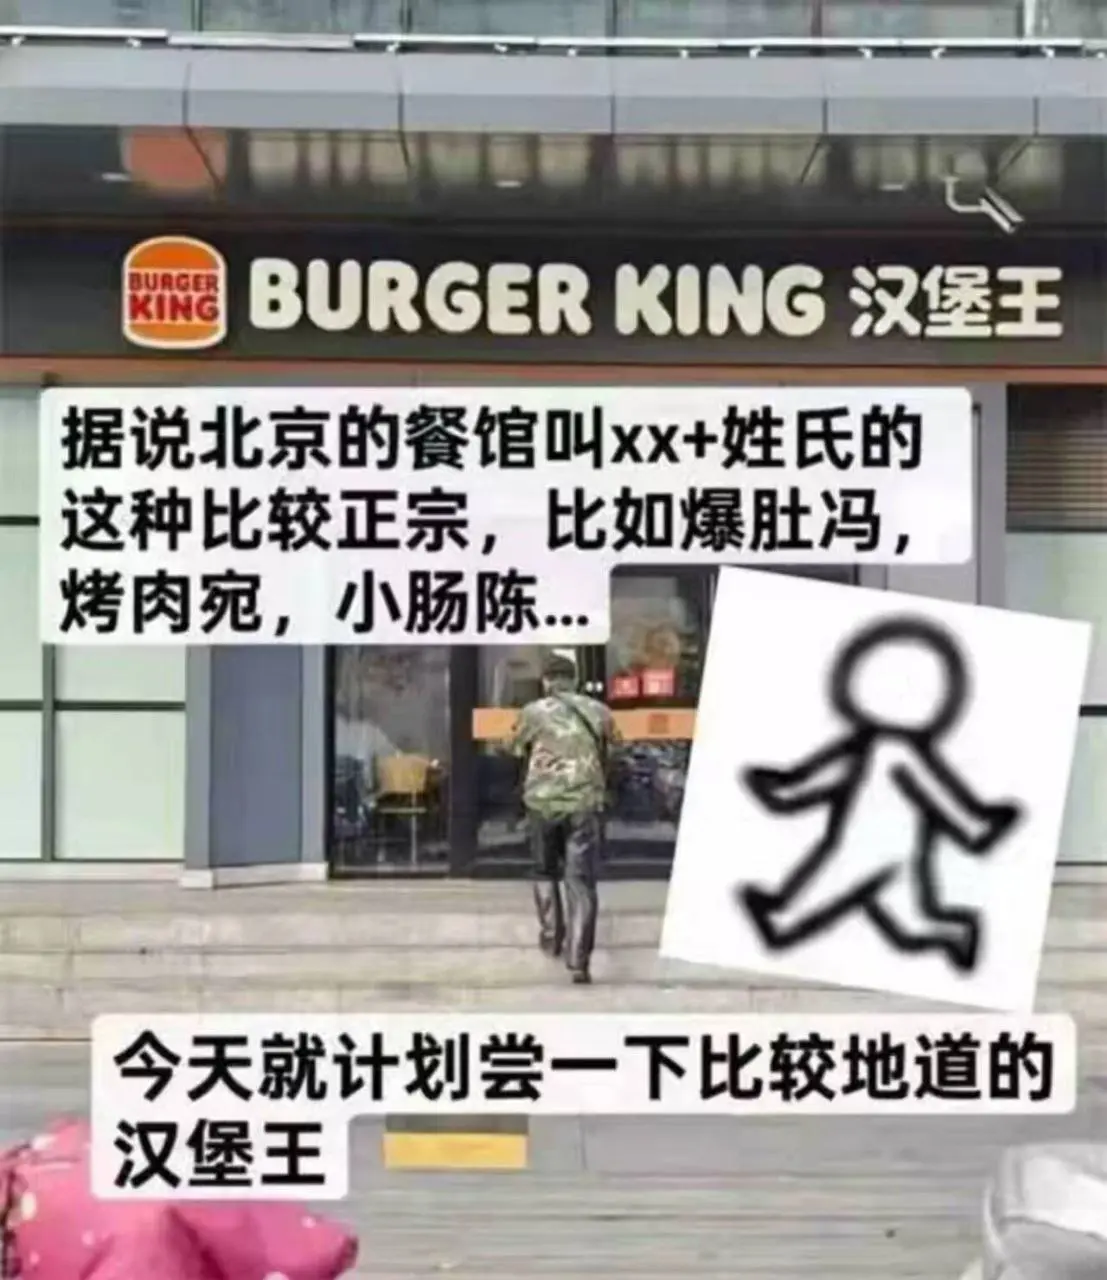 BURGER
KING
BURGER KING 汉堡王
据说北京的餐馆叫xx+姓氏的
这种比较正宗，比如爆肚冯，
烤肉宛，小肠陈...
今天就计划尝一下比较地道的
汉堡王